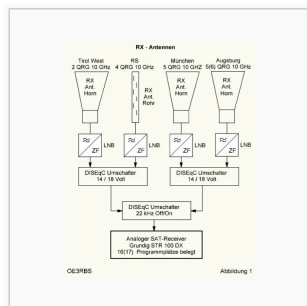 RX - Antennen
Tirol West RS München Augsburg
2 QRG 10 GHz 4 QRG 10 GHz 5 QRG 10 GHZ 5(6) QRG 10 GHz
RX RX RX RX
Ant. Ant. Ant. Ant.
Horn Rohr Horn Horn
LNB LNB LNB LNB
ZF ZF ZF ZF
DISEqC Umschalter DISEqC Umschalter
14 / 18 Volt 14 / 18 Volt
DISEqC Umschalter
22 kHz Off/On
Analoger SAT-Receiver
Grundig STR 100 DX
16(17) Programmplätze belegt
OE3RBS Abbildung 1